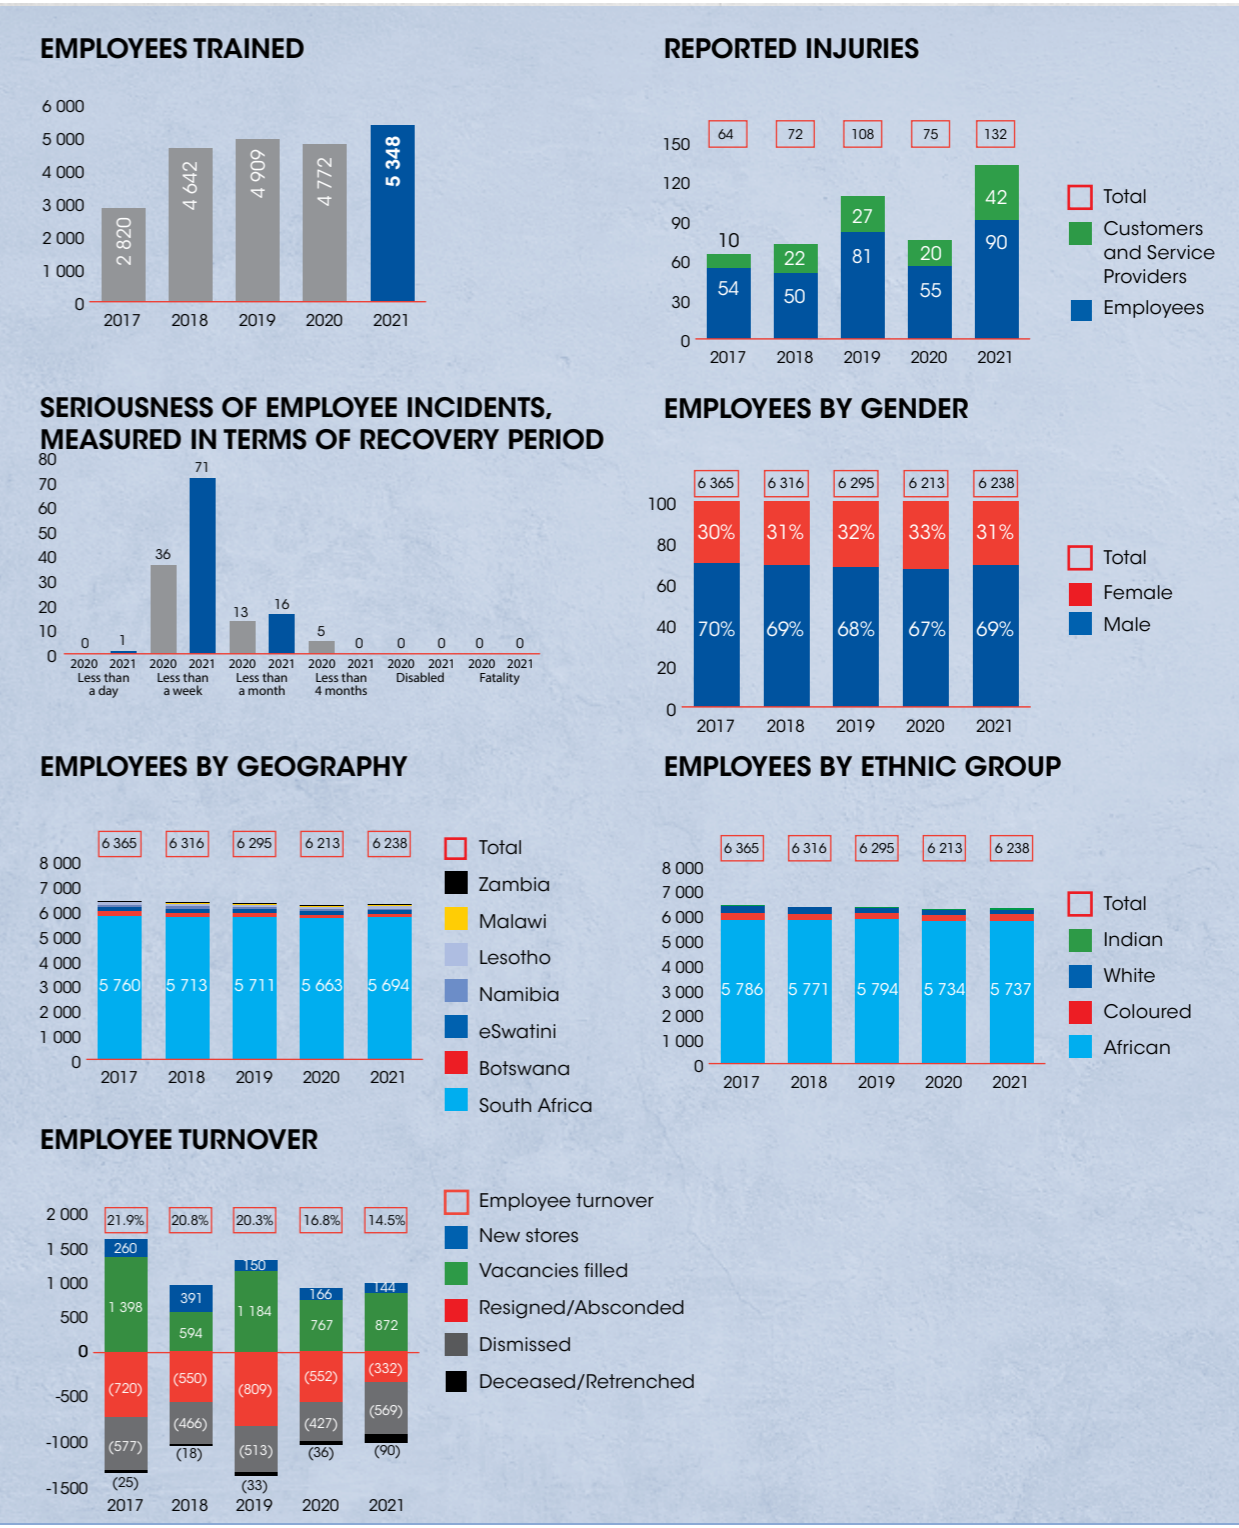 EMPLOYEES TRAINED
6 000
5 000
4 000
3 000
2 000
1 000
0
2 820
4 642
4 909
4 772
5 348
2017 2018 2019 2020 2021
REPORTED INJURIES
64 72 108 75 132
150
120
90
60
30
0
10 22 27 20 42
54 50 81 55 90
2017 2018 2019 2020 2021
Total
Customers
and Service
Providers
Employees
SERIOUSNESS OF EMPLOYEE INCIDENTS,
MEASURED IN TERMS OF RECOVERY PERIOD
80
70
60
50
40
30
20
10
0
0 1 36 71 13 16 5 0 0 0 0 0
2020 2021 2020 2021 2020 2021 2020 2021 2020 2021 2020 2021
Less than Less than Less than Less than Disabled Fatality
a day a week a month 4 months
EMPLOYEES BY GENDER
6 365 6 316 6 295 6 213 6 238
100
80
60
40
20
0
30% 31% 32% 33% 31%
70% 69% 68% 67% 69%
2017 2018 2019 2020 2021
Total
Female
Male
EMPLOYEES BY GEOGRAPHY
6 365 6 316 6 295 6 213 6 238
8 000
7 000
6 000
5 000
4 000
3 000
2 000
1 000
0
5 760 5 713 5 711 5 663 5 694
2017 2018 2019 2020 2021
Total
Zambia
Malawi
Lesotho
Namibia
eSwatini
Botswana
South Africa
EMPLOYEES BY ETHNIC GROUP
6 365 6 316 6 295 6 213 6 238
8 000
7 000
6 000
5 000
4 000
3 000
2 000
1 000
0
5 786 5 771 5 794 5 734 5 737
2017 2018 2019 2020 2021
Total
Indian
White
Coloured
African
EMPLOYEE TURNOVER
2 000
1 500
1 000
500
0
-500
-1000
-1500
21.9% 20.8% 20.3% 16.8% 14.5%
260 391 150 166 144
1 398 594 1 184 767 872
(720) (550) (809) (552) (332)
(577) (466) (513) (427) (569)
(25) (18) (33) (36) (90)
2017 2018 2019 2020 2021
Employee turnover
New stores
Vacancies filled
Resigned/Absconded
Dismissed
Deceased/Retrenched